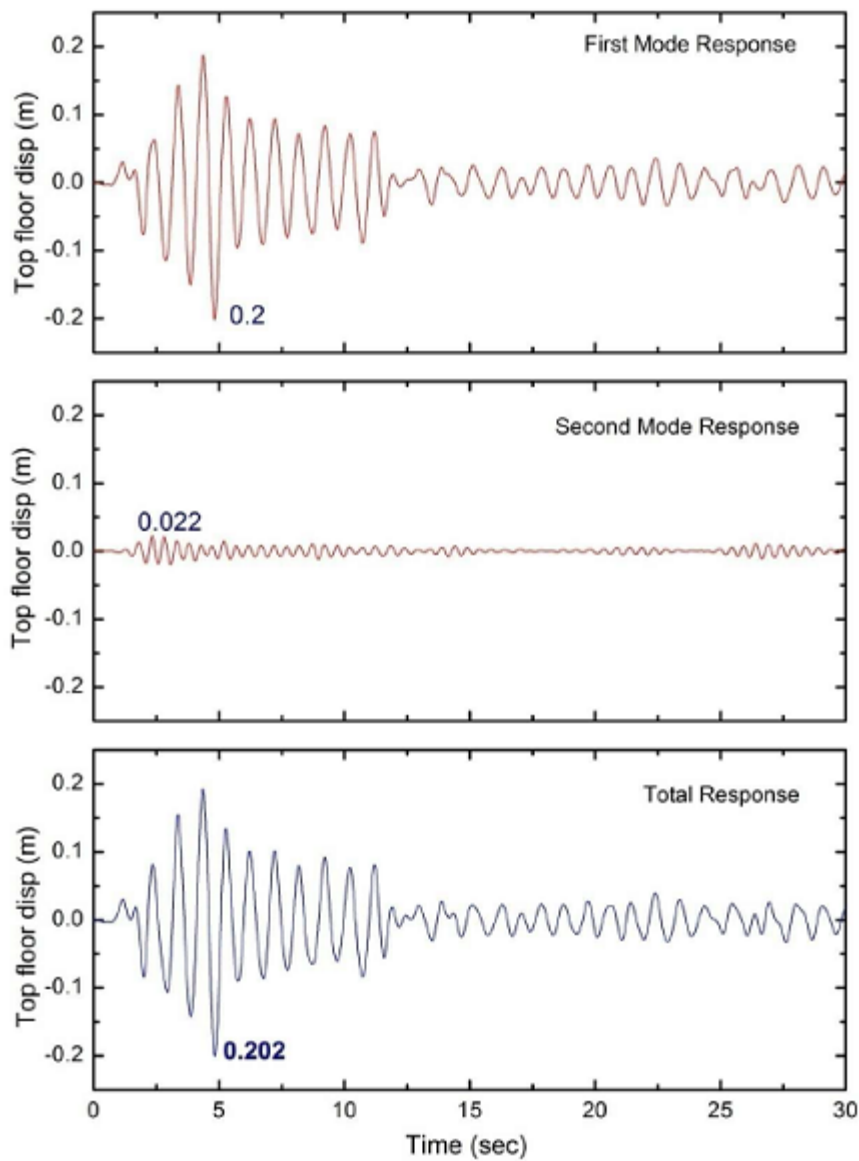 First Mode Response
Top floor disp (m)
0.2
0.1
0.0
-0.1
-0.2
0.2
Second Mode Response
Top floor disp (m)
0.2
0.1
0.0
-0.1
-0.2
0.022
Total Response
Top floor disp (m)
0.2
0.1
0.0
-0.1
-0.2
0.202
0 5 10 15 20 25 30
Time (sec)